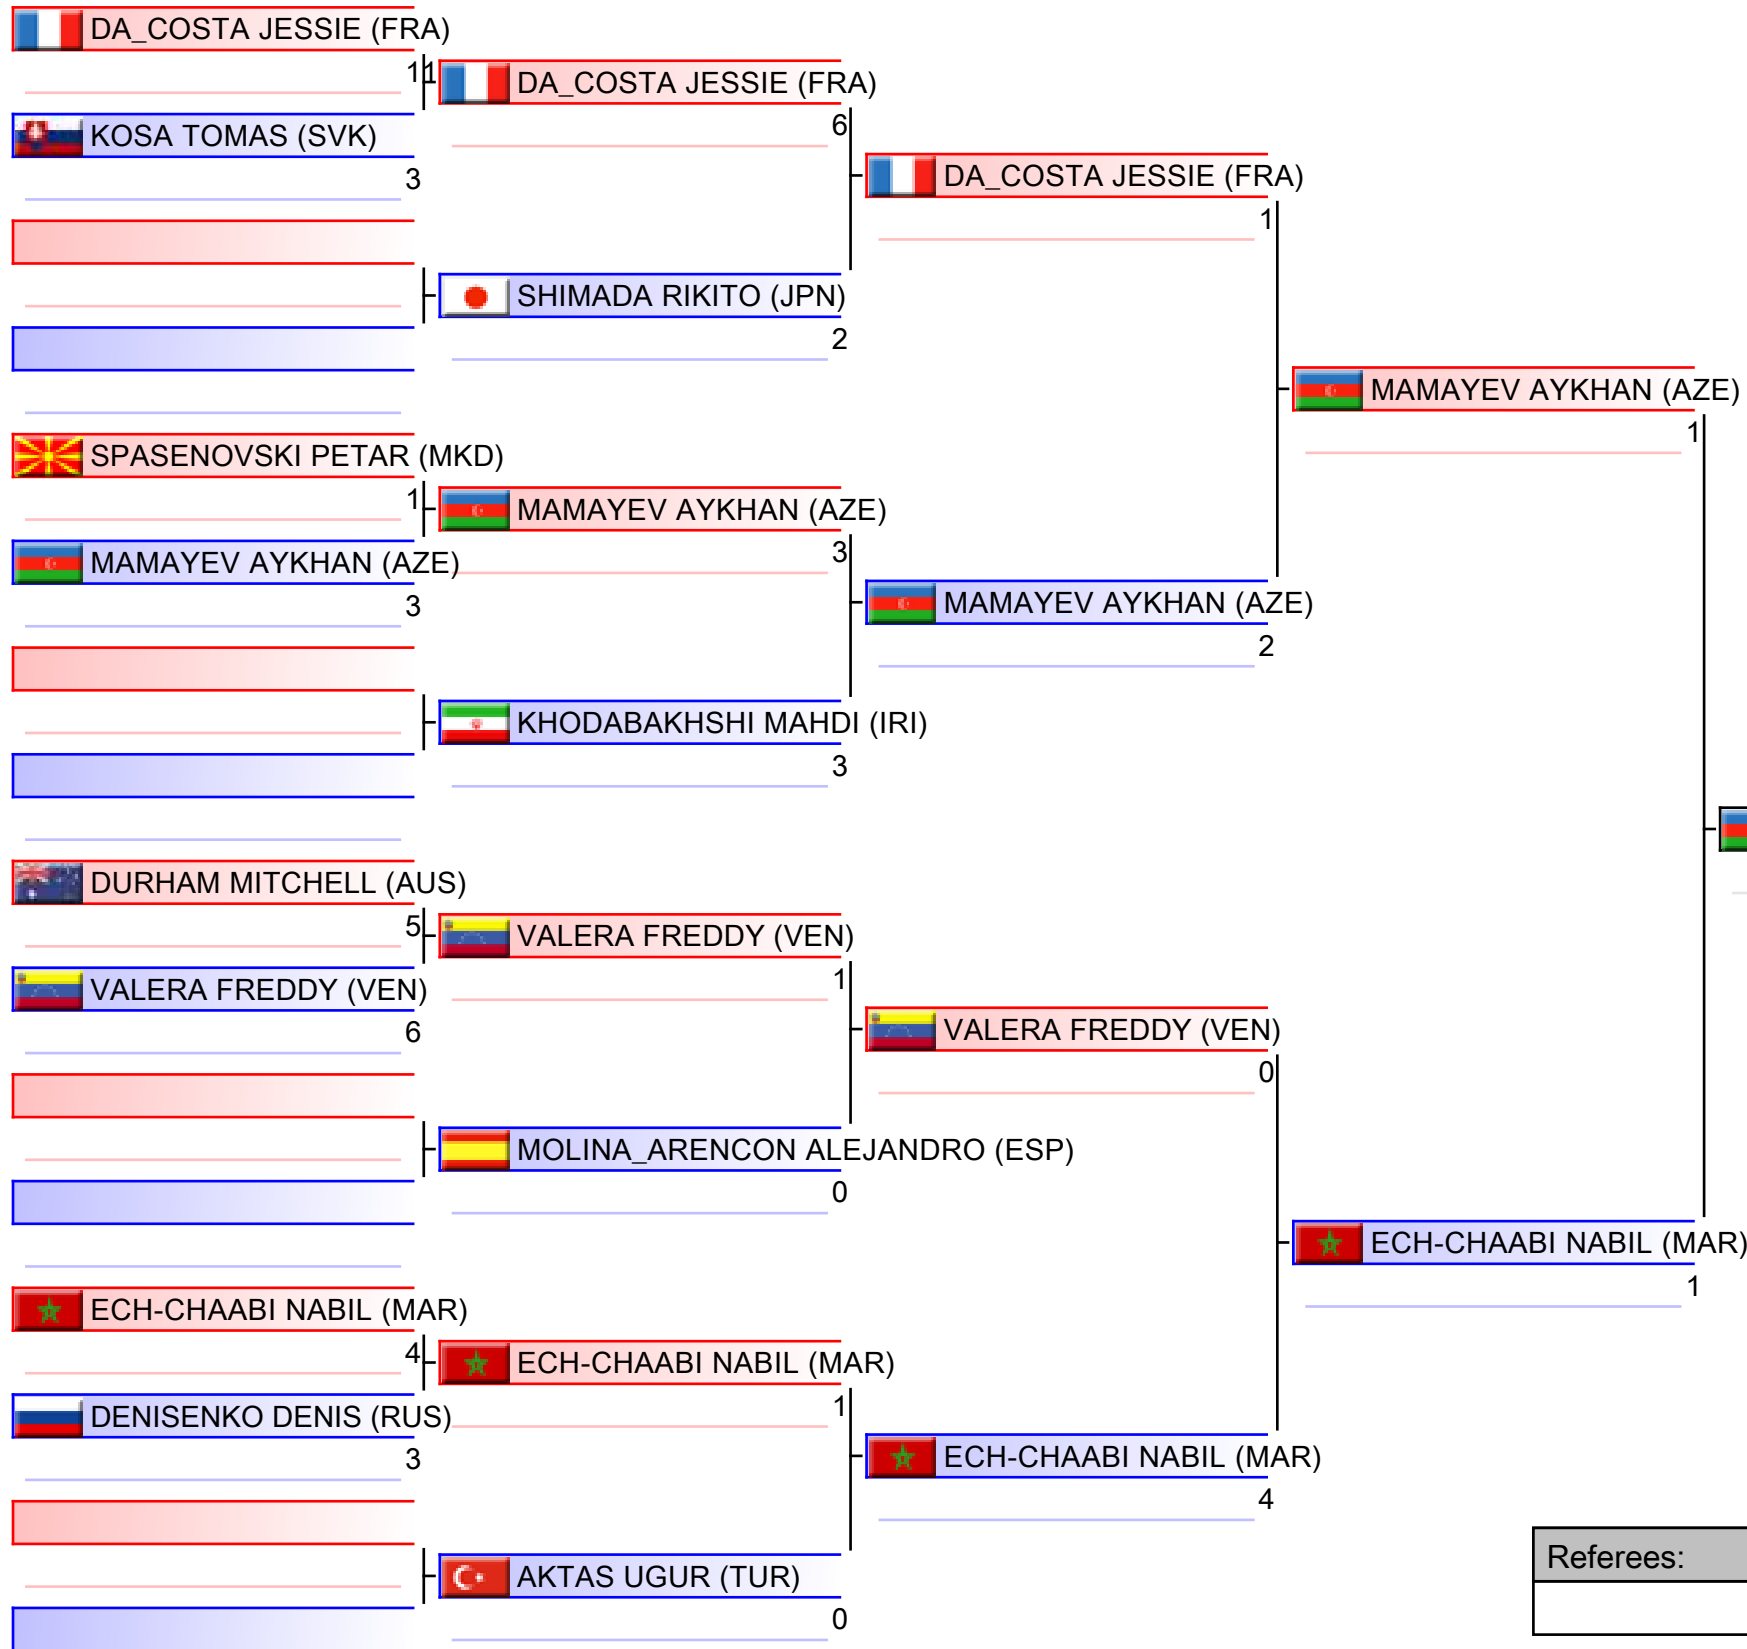 DA_COSTA JESSIE (FRA)
11
DA_COSTA JESSIE (FRA)
6
KOSA TOMAS (SVK)
3
DA_COSTA JESSIE (FRA)
1
SHIMADA RIKITO (JPN)
2
MAMAYEV AYKHAN (AZE)
1
SPASENOVSKI PETAR (MKD)
1
MAMAYEV AYKHAN (AZE)
3
MAMAYEV AYKHAN (AZE)
3
MAMAYEV AYKHAN (AZE)
2
KHODABAKHSHI MAHDI (IRI)
3
DURHAM MITCHELL (AUS)
5
VALERA FREDDY (VEN)
1
VALERA FREDDY (VEN)
6
VALERA FREDDY (VEN)
0
MOLINA_ARENCON ALEJANDRO (ESP)
0
ECH-CHAABI NABIL (MAR)
1
ECH-CHAABI NABIL (MAR)
4
ECH-CHAABI NABIL (MAR)
1
DENISENKO DENIS (RUS)
3
ECH-CHAABI NABIL (MAR)
4
AKTAS UGUR (TUR)
0
Referees: